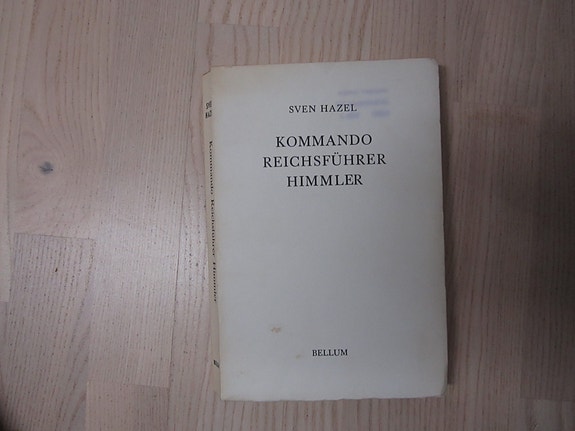 SVEN HAZEL
KOMMANDO
REICHSFÜHRER
HIMMLER
BELLUM
Kommando Reichsführer Himmler